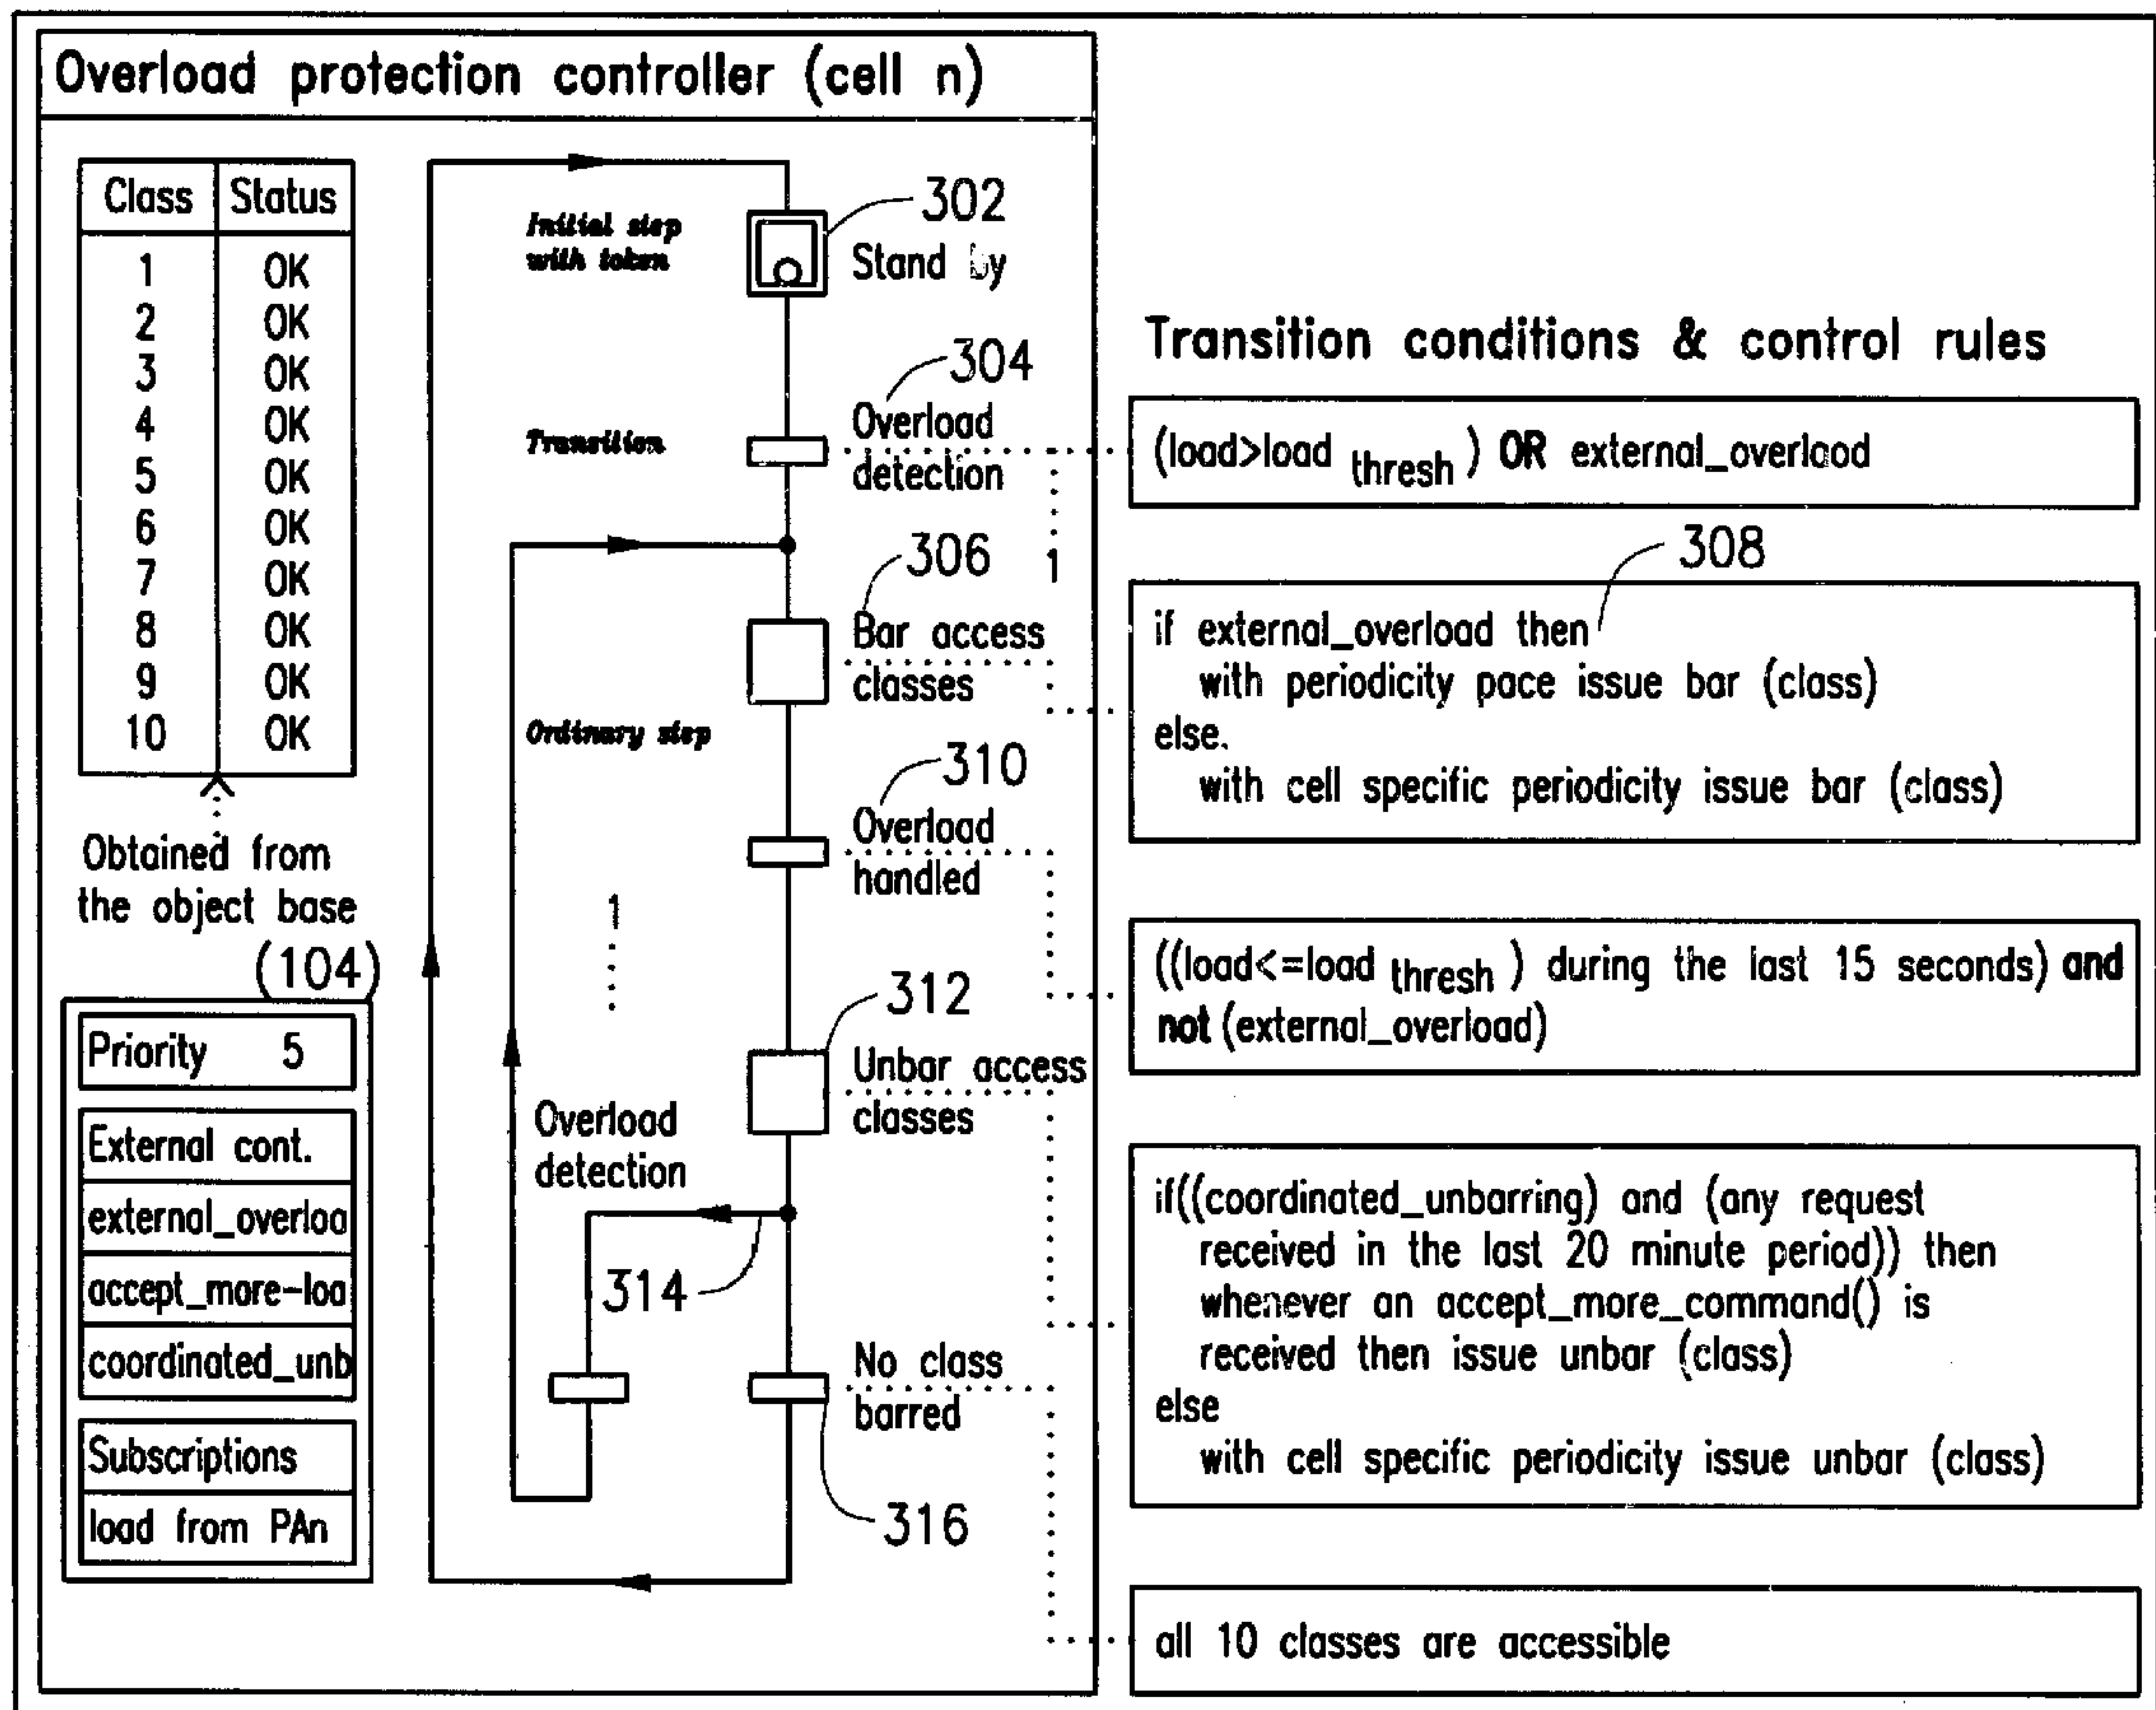 Overload protection controller (cell n)
Class Status
1 OK
2 OK
3 OK
4 OK
5 OK
6 OK
7 OK
8 OK
9 OK
10 OK
Obtained from
the object base
(104)
Priority 5
External cont.
external_overloa
accept_more-loa
coordinated_unb
Subscriptions
load from PAn
Initial step
with token
302
Stand by
304
Transition
Overload
detection
1
306
Bar access
classes
Ordinary step
310
Overload
handled
1
312
Unbar access
classes
Overload
detection
314
No class
barred
316
Transition conditions & control rules
(load>load thresh ) OR external_overload
308
if external_overload then
with periodicity pace issue bar (class)
else.
with cell specific periodicity issue bar (class)
((load<=load thresh ) during the last 15 seconds) and
not (external_overload)
if((coordinated_unbarring) and (any request
received in the last 20 minute period)) then
whenever an accept_more_command() is
received then issue unbar (class)
else
with cell specific periodicity issue unbar (class)
all 10 classes are accessible